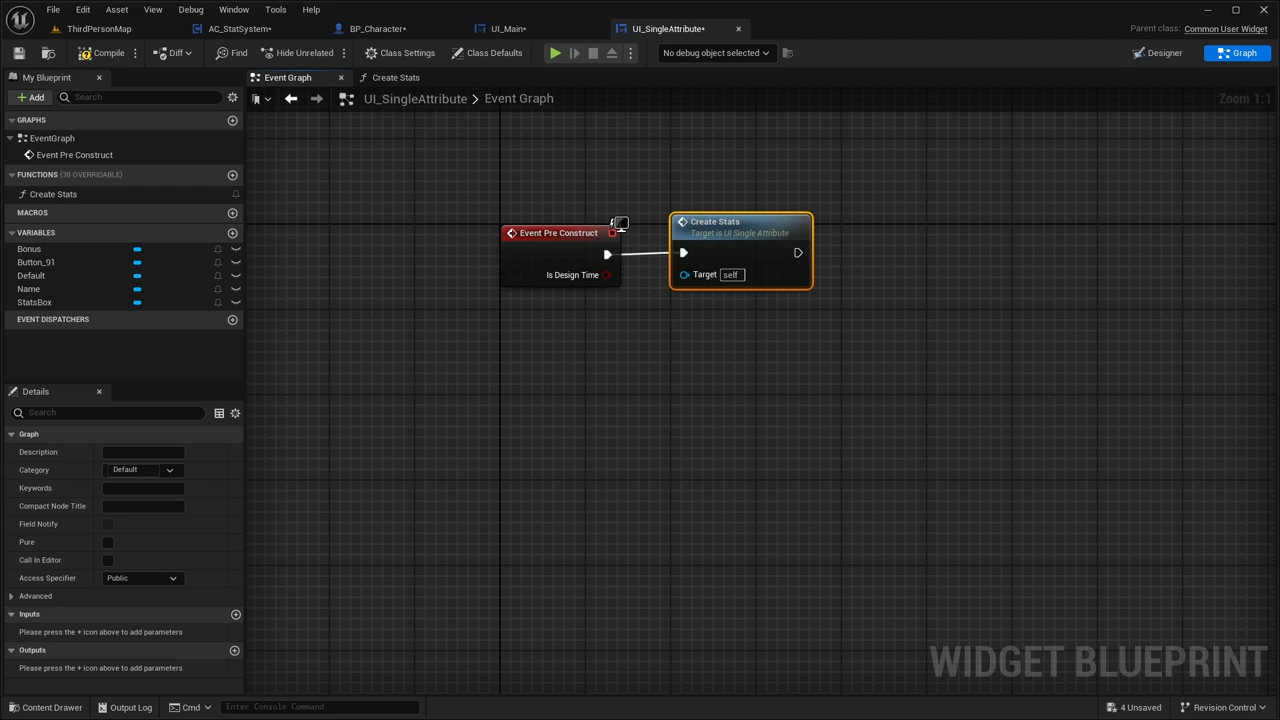 File Edit Asset View Debug Window Tools Help
ThirdPersonMap AC_StatSystem* BP_Character* UI_Main* UI_SingleAttribute* Parent class: Common User Widget
Compile Diff Find Hide Unrelated Class Settings Class Defaults No debug object selected Designer Graph
My Blueprint Event Graph Create Stats
Add Search UI_SingleAttribute > Event Graph Zoom 1:1
GRAPHS
EventGraph
Event Pre Construct
FUNCTIONS (38 OVERRIDABLE)
Create Stats
MACROS
VARIABLES
Bonus
Button_91
Default
Name
StatsBox
EVENT DISPATCHERS
Event Pre Construct
Is Design Time
Create Stats
Target is UI Single Attribute
Target self
Details
Search
Graph
Description
Category Default
Keywords
Compact Node Title
Field Notify
Pure
Call In Editor
Access Specifier Public
Advanced
Inputs
Please press the + icon above to add parameters
Outputs
Please press the + icon above to add parameters
WIDGET BLUEPRINT
Content Drawer Output Log Cmd Enter Console Command 4 Unsaved Revision Control